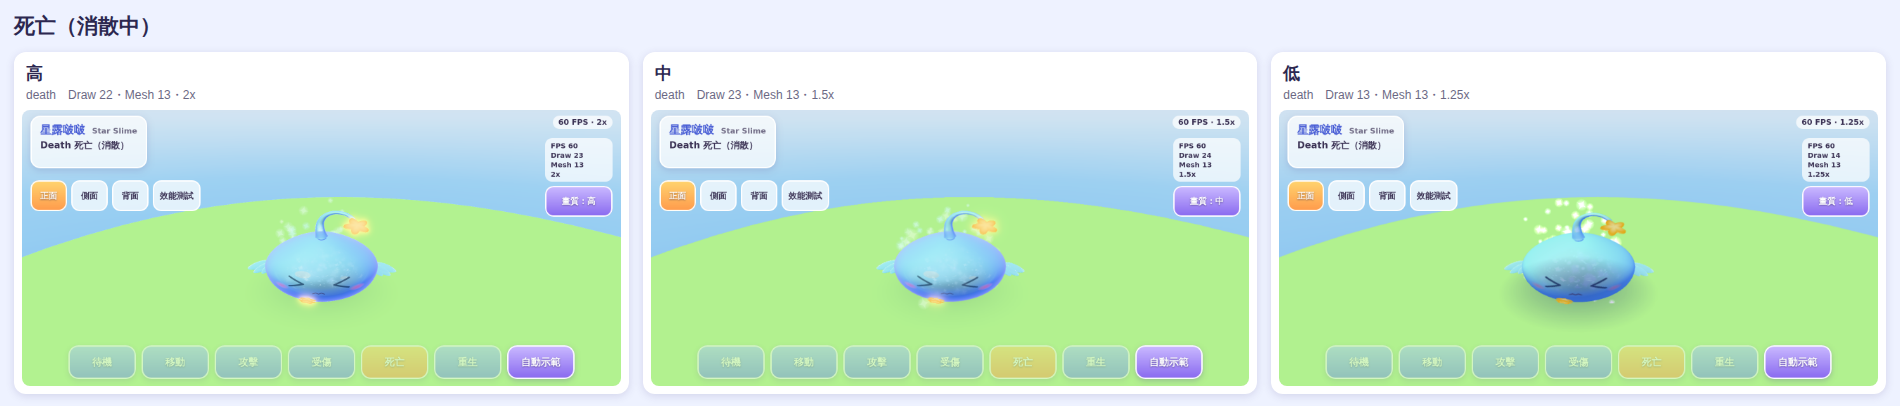 死亡（消散中）
高
death Draw 22・Mesh 13・2x
星露啵啵 Star Slime
Death 死亡（消散）
60 FPS · 2x
FPS 60
Draw 23
Mesh 13
2x
畫質：高
正面 側面 背面 效能測試
待機 移動 攻擊 受傷 死亡 重生 自動示範
中
death Draw 23・Mesh 13・1.5x
星露啵啵 Star Slime
Death 死亡（消散）
60 FPS · 1.5x
FPS 60
Draw 24
Mesh 13
1.5x
畫質：中
正面 側面 背面 效能測試
待機 移動 攻擊 受傷 死亡 重生 自動示範
低
death Draw 13・Mesh 13・1.25x
星露啵啵 Star Slime
Death 死亡（消散）
60 FPS · 1.25x
FPS 60
Draw 14
Mesh 13
1.25x
畫質：低
正面 側面 背面 效能測試
待機 移動 攻擊 受傷 死亡 重生 自動示範